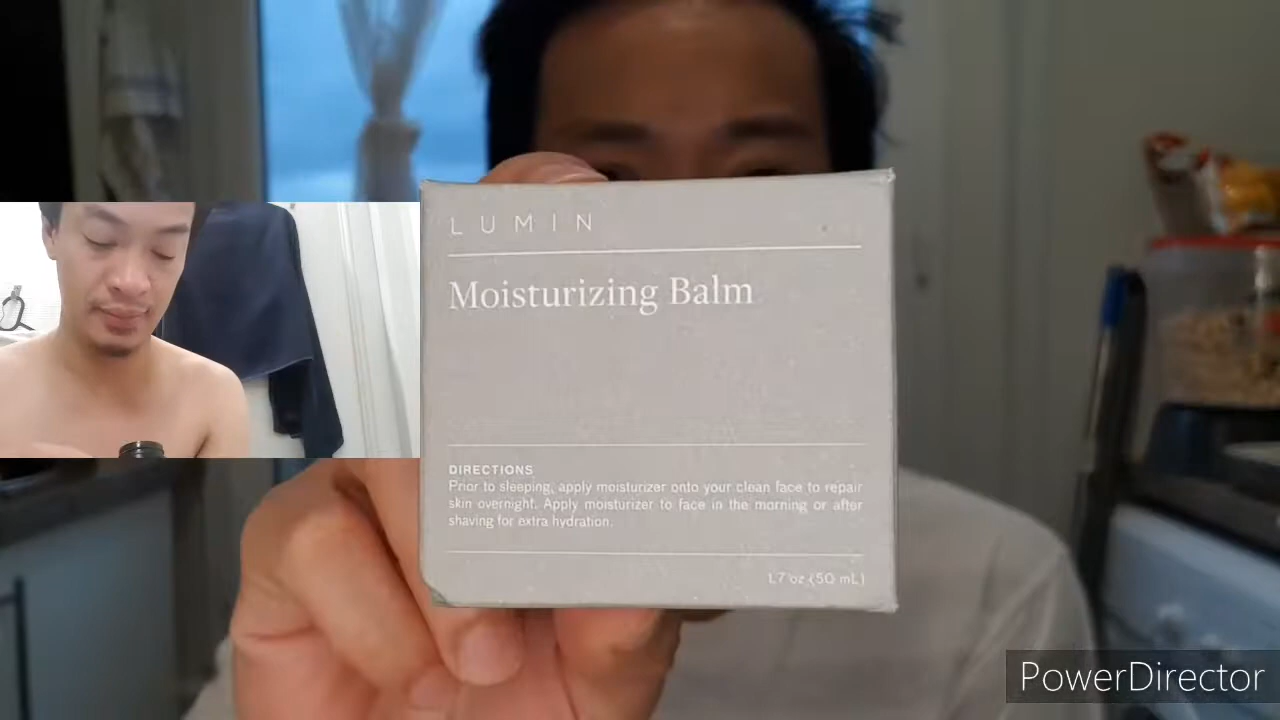 LUMIN
Moisturizing Balm
DIRECTIONS
Prior to sleeping, apply moisturizer onto your clean face to repair
skin overnight. Apply moisturizer to face in the morning or after
shaving for extra hydration.
1.7 oz (50 mL)
PowerDirector